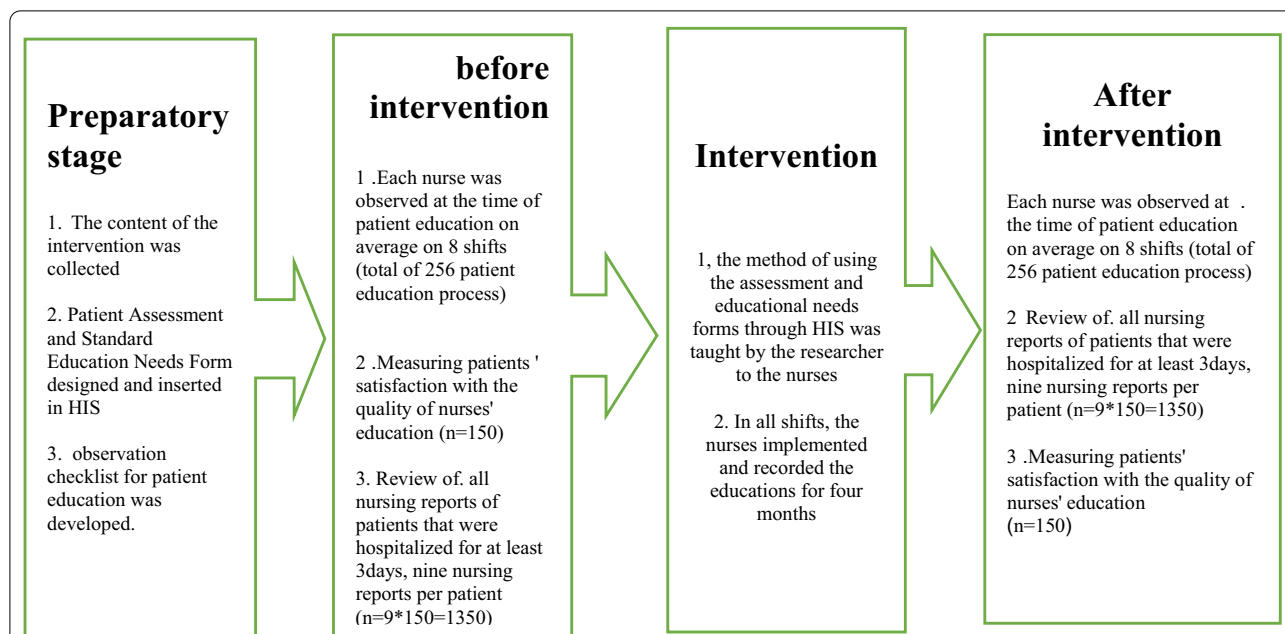 Preparatory
stage
1. The content of the
intervention was
collected
2. Patient Assessment
and Standard
Education Needs Form
designed and inserted
in HIS
3. observation
checklist for patient
education was
developed.
before
intervention
1 .Each nurse was
observed at the time of
patient education on
average on 8 shifts
(total of 256 patient
education process)
2 .Measuring patients '
satisfaction with the
quality of nurses'
education (n=150)
3. Review of. all
nursing reports of
patients that were
hospitalized for at least
3days, nine nursing
reports per patient
(n=9*150=1350)
Intervention
1, the method of using
the assessment and
educational needs
forms through HIS was
taught by the researcher
to the nurses
2. In all shifts, the
nurses implemented
and recorded the
educations for four
months
After
intervention
Each nurse was observed at .
the time of patient education
on average on 8 shifts (total of
256 patient education process)
2 Review of. all nursing
reports of patients that were
hospitalized for at least 3days,
nine nursing reports per
patient (n=9*150=1350)
3 .Measuring patients'
satisfaction with the quality of
nurses' education
(n=150)